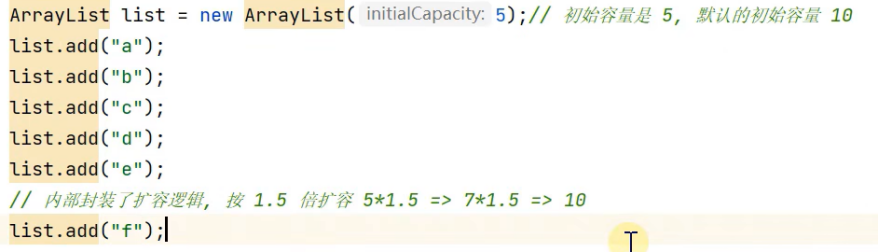 ArrayList list = new ArrayList( initialCapacity: 5);// 初始容量是 5, 默认的初始容量 10
list.add("a");
list.add("b");
list.add("c");
list.add("d");
list.add("e");
// 内部封装了扩容逻辑, 按 1.5 倍扩容 5*1.5 => 7*1.5 => 10
list.add("f");